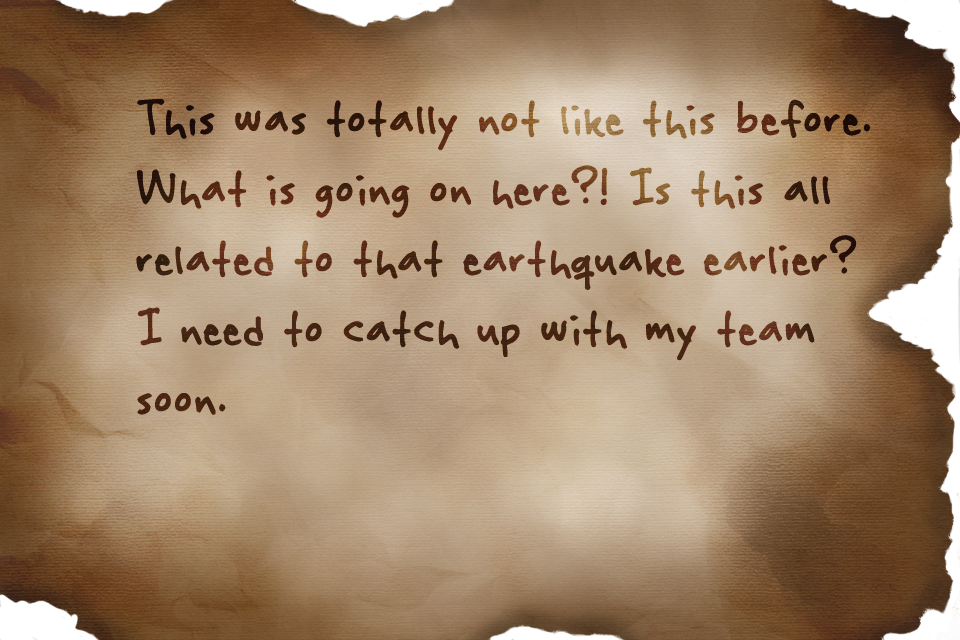 This was totally not like this before.
What is going on here?! Is this all
related to that earthquake earlier?
I need to catch up with my team
soon.